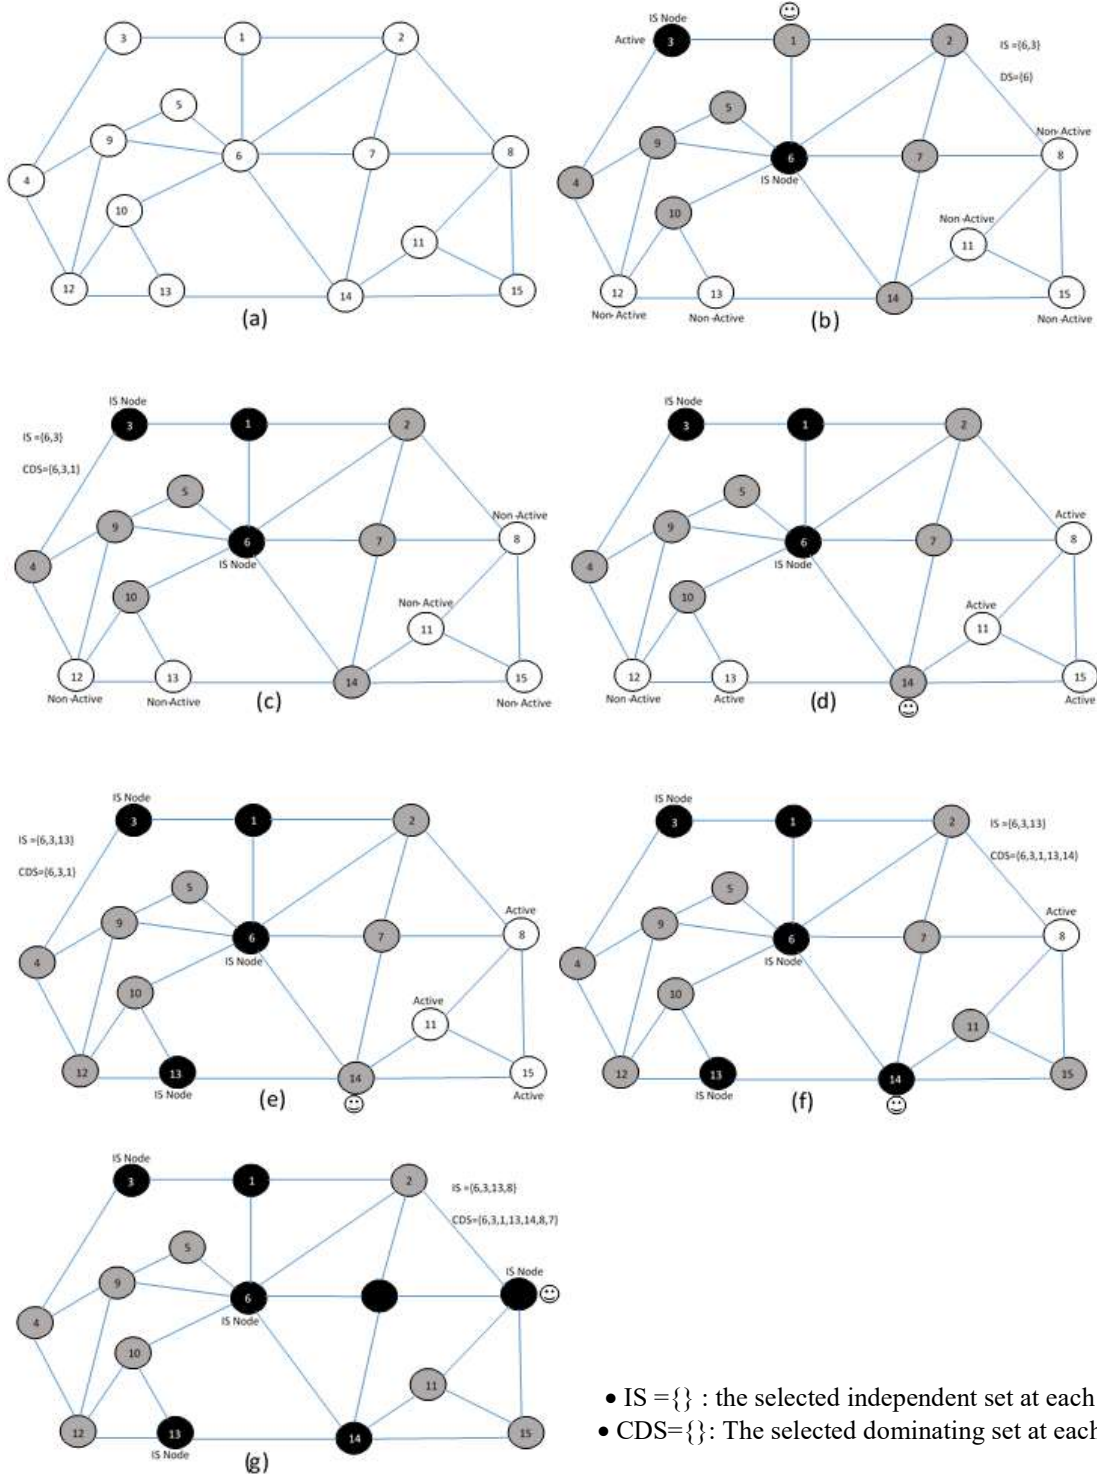 3
1
2
5
9
6
7
8
4
10
11
12
13
14
15
(a)
IS Node
Active
3
1
2
IS ={6,3}
DS={6}
5
Non-Active
9
6
7
8
4
IS Node
10
Non-Active
11
12
13
14
15
Non-Active
Non-Active
Non-Active
(b)
IS Node
3
1
2
IS ={6,3}
CDS={6,3,1}
5
Non-Active
9
6
7
8
4
IS Node
10
Non-Active
11
12
13
14
15
Non-Active
Non-Active
Non-Active
(c)
IS Node
3
1
2
5
Active
9
6
7
8
4
IS Node
10
Active
11
12
13
14
15
Non-Active
Active
Active
(d)
IS Node
3
1
2
IS ={6,3,13}
CDS={6,3,1}
5
Active
9
6
7
8
4
IS Node
10
Active
11
12
13
14
15
IS Node
Active
(e)
IS Node
3
1
2
IS ={6,3,13}
CDS={6,3,1,13,14}
5
Active
9
6
7
8
4
IS Node
10
11
12
13
14
15
IS Node
(f)
IS Node
3
1
2
IS ={6,3,13,8}
CDS={6,3,1,13,14,8,7}
5
IS Node
9
6
4
IS Node
10
11
12
13
14
15
IS Node
(g)
• IS ={} : the selected independent set at each
• CDS={}: The selected dominating set at each